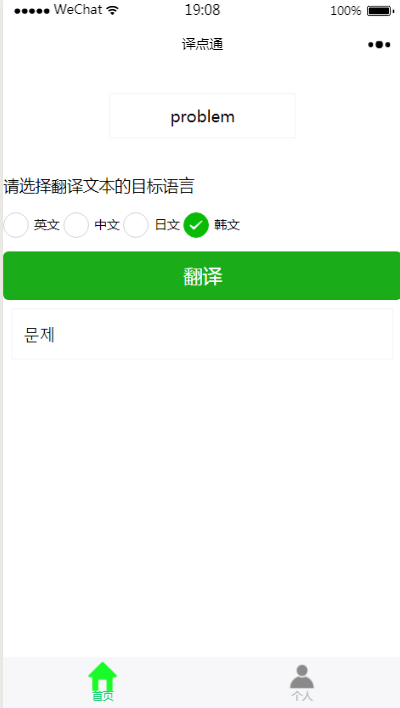 ●●●●● WeChat 19:08 100%
译点通
problem
请选择翻译文本的目标语言
英文 中文 日文 韩文
翻译
문제
首页 个人